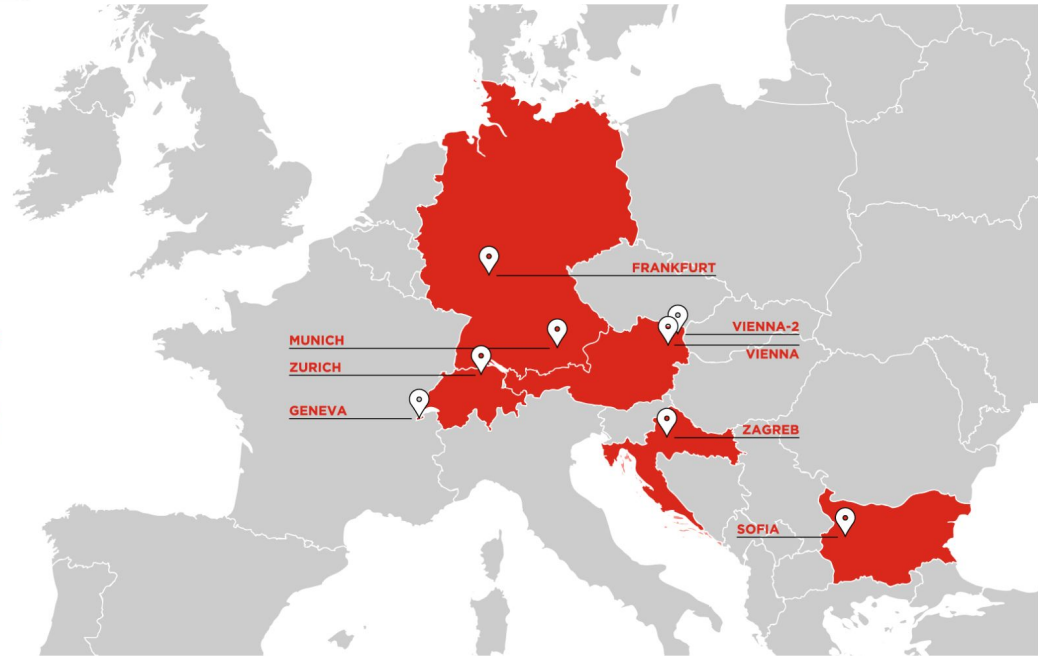 FRANKFURT
VIENNA-2
MUNICH
VIENNA
ZURICH
GENEVA
ZAGREB
SOFIA